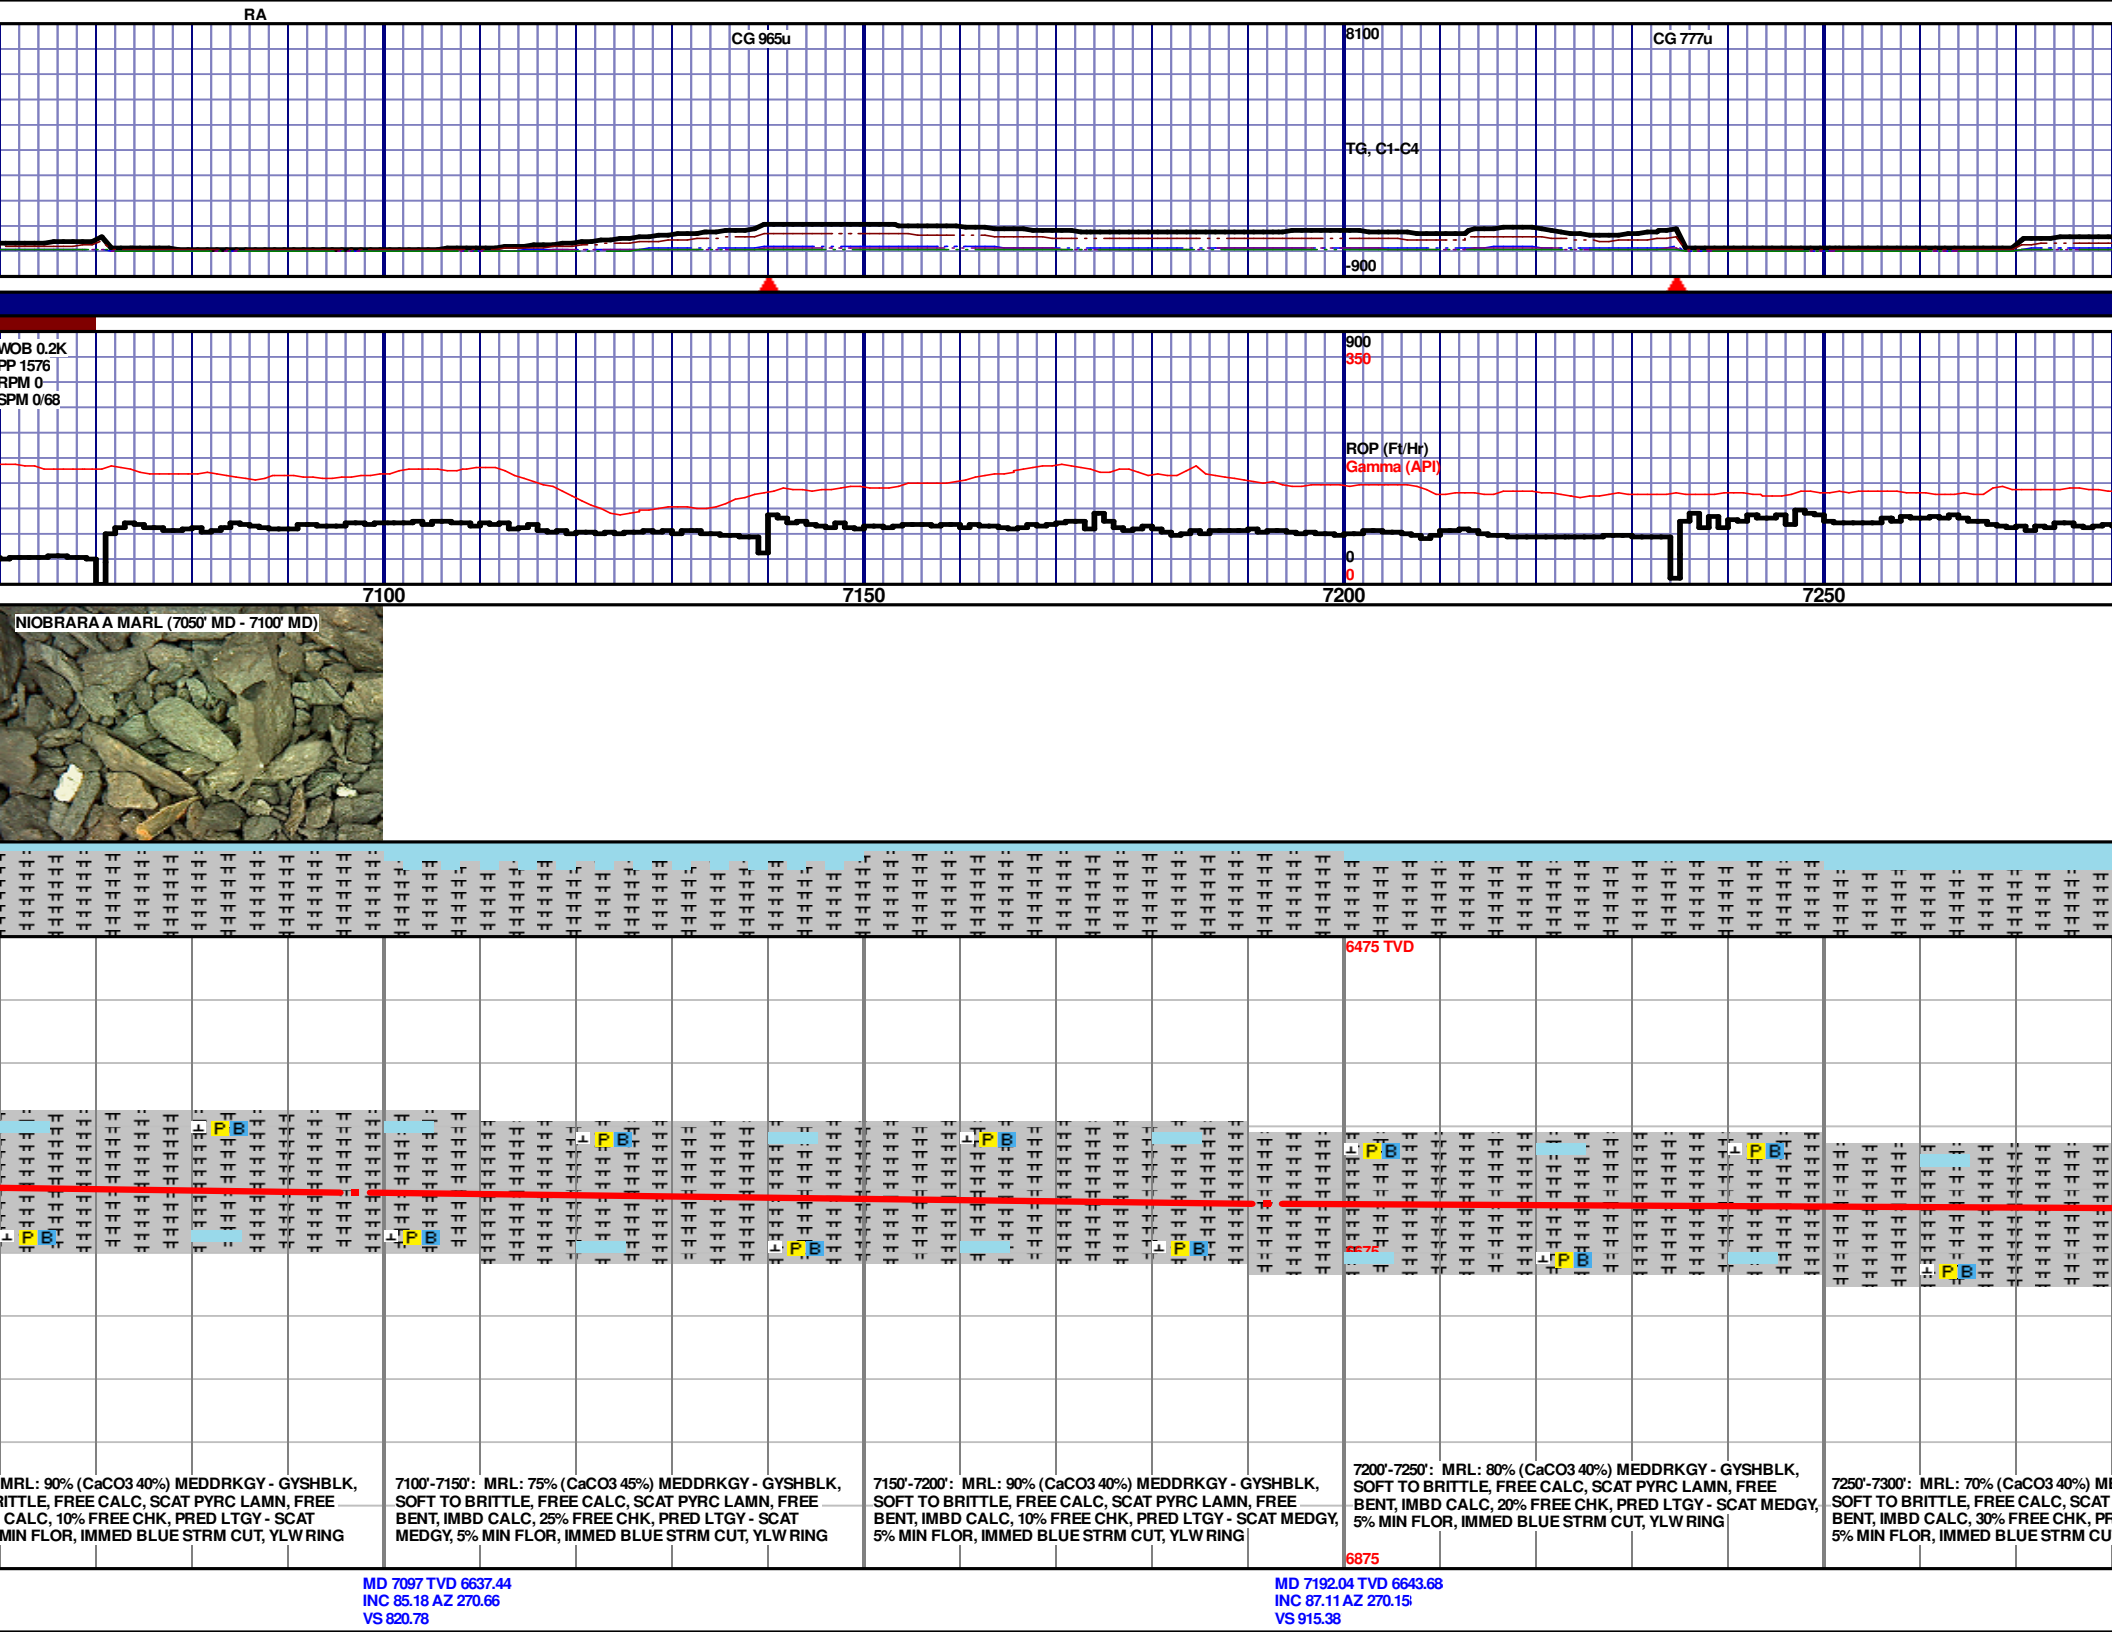 RA
CG 965u
8100
CG 777u
TG, C1-C4
-900
WOB 0.2K
PP 1576
RPM 0
SPM 0/68
900
350
ROP (Ft/Hr)
Gamma (API)
0
0
7100
7150
7200
7250
NIOBRARA A MARL (7050' MD - 7100' MD)
6475 TVD
P B
P B
P B
P B
P B
P B
P B
P B
P B
P B
P B
P B
6675
MRL: 90% (CaCO3 40%) MEDDRKGY - GYSHBLK,
RITTLE, FREE CALC, SCAT PYRC LAMN, FREE
CALC, 10% FREE CHK, PRED LTGY - SCAT
MIN FLOR, IMMED BLUE STRM CUT, YLW RING
7100'-7150': MRL: 75% (CaCO3 45%) MEDDRKGY - GYSHBLK,
SOFT TO BRITTLE, FREE CALC, SCAT PYRC LAMN, FREE
BENT, IMBD CALC, 25% FREE CHK, PRED LTGY - SCAT
MEDGY, 5% MIN FLOR, IMMED BLUE STRM CUT, YLW RING
7150'-7200': MRL: 90% (CaCO3 40%) MEDDRKGY - GYSHBLK,
SOFT TO BRITTLE, FREE CALC, SCAT PYRC LAMN, FREE
BENT, IMBD CALC, 10% FREE CHK, PRED LTGY - SCAT MEDGY,
5% MIN FLOR, IMMED BLUE STRM CUT, YLW RING
7200'-7250': MRL: 80% (CaCO3 40%) MEDDRKGY - GYSHBLK,
SOFT TO BRITTLE, FREE CALC, SCAT PYRC LAMN, FREE
BENT, IMBD CALC, 20% FREE CHK, PRED LTGY - SCAT MEDGY,
5% MIN FLOR, IMMED BLUE STRM CUT, YLW RING
7250'-7300': MRL: 70% (CaCO3 40%) ME
SOFT TO BRITTLE, FREE CALC, SCAT
BENT, IMBD CALC, 30% FREE CHK, PR
5% MIN FLOR, IMMED BLUE STRM CU
6875
MD 7097 TVD 6637.44
INC 85.18 AZ 270.66
VS 820.78
MD 7192.04 TVD 6643.68
INC 87.11 AZ 270.15
VS 915.38